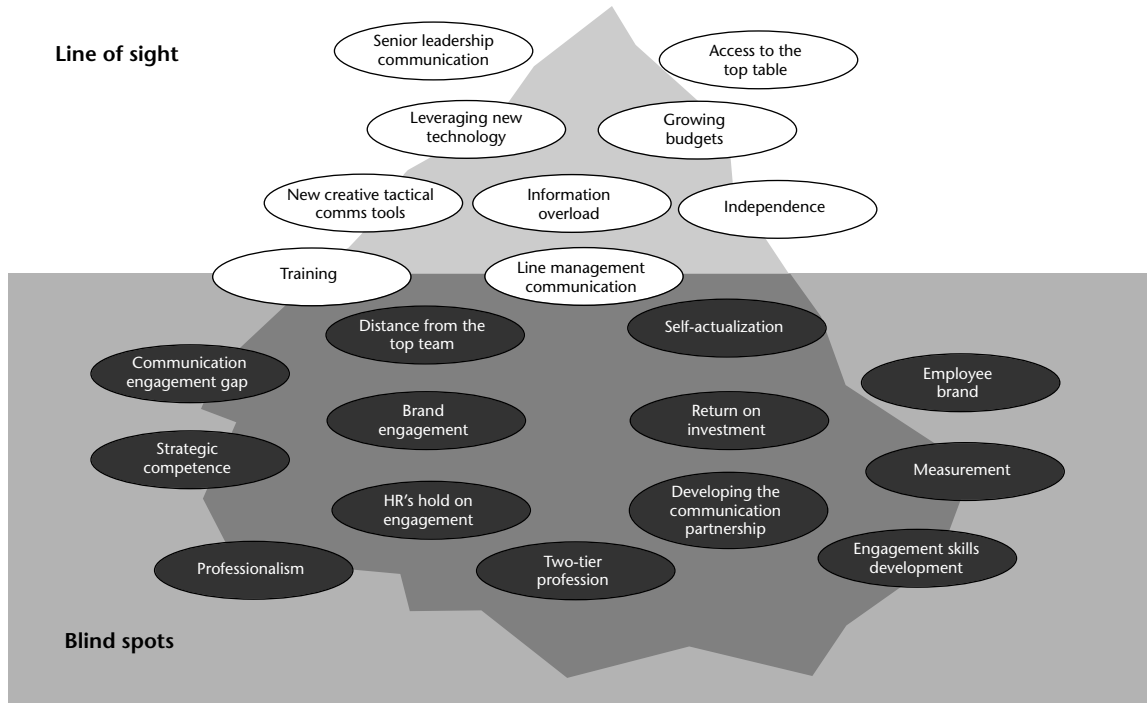 Line of sight
Senior leadership
communication
Access to the
top table
Leveraging new
technology
Growing
budgets
New creative tactical
comms tools
Information
overload
Independence
Training
Line management
communication
Distance from the
top team
Self-actualization
Communication
engagement gap
Employee
brand
Brand
engagement
Return on
investment
Strategic
competence
Measurement
HR's hold on
engagement
Developing the
communication
partnership
Professionalism
Two-tier
profession
Engagement skills
development
Blind spots